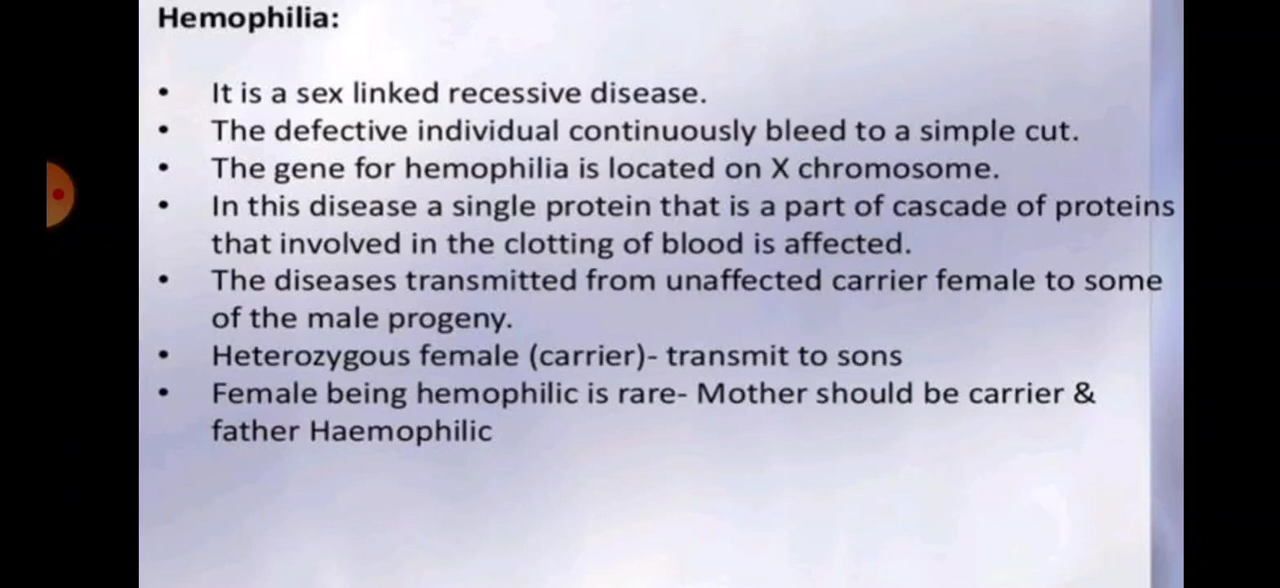 Hemophilia:
• It is a sex linked recessive disease.
• The defective individual continuously bleed to a simple cut.
• The gene for hemophilia is located on X chromosome.
• In this disease a single protein that is a part of cascade of proteins
that involved in the clotting of blood is affected.
• The diseases transmitted from unaffected carrier female to some
of the male progeny.
• Heterozygous female (carrier)- transmit to sons
• Female being hemophilic is rare- Mother should be carrier &
father Haemophilic